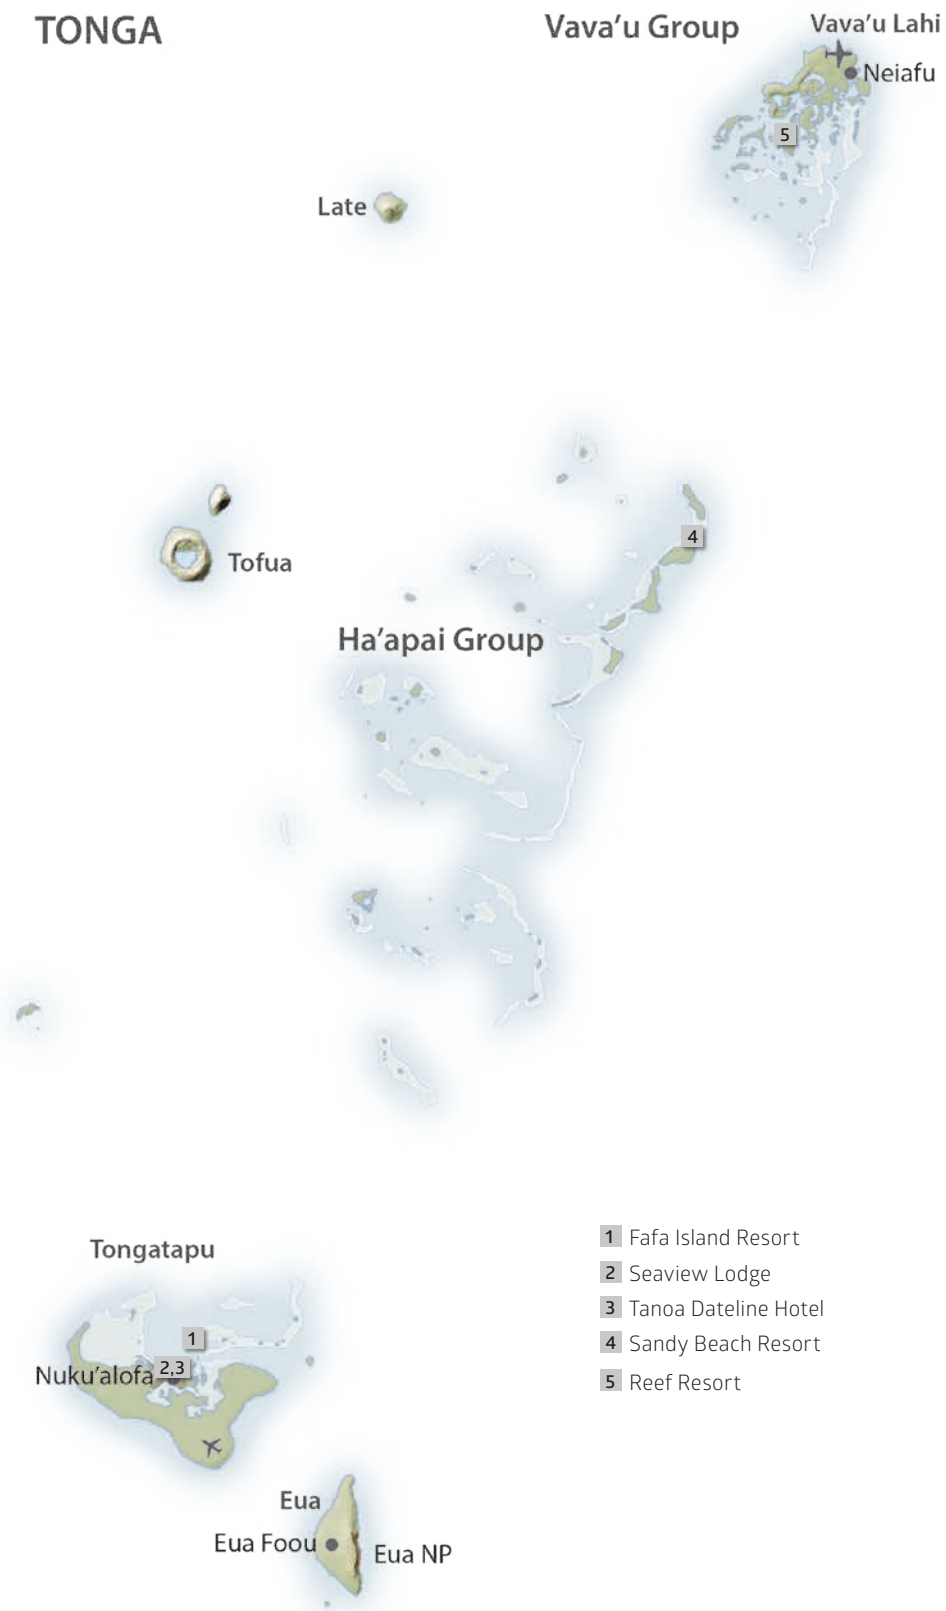 TONGA
Vava’u Group
Vava’u Lahi
Neiafu
5
Late
4
Tofua
Ha’apai Group
Tongatapu
1 Fafa Island Resort
2 Seaview Lodge
3 Tanoa Dateline Hotel
4 Sandy Beach Resort
5 Reef Resort
1
2,3
Nuku’alofa
Eua
Eua Foou
Eua NP